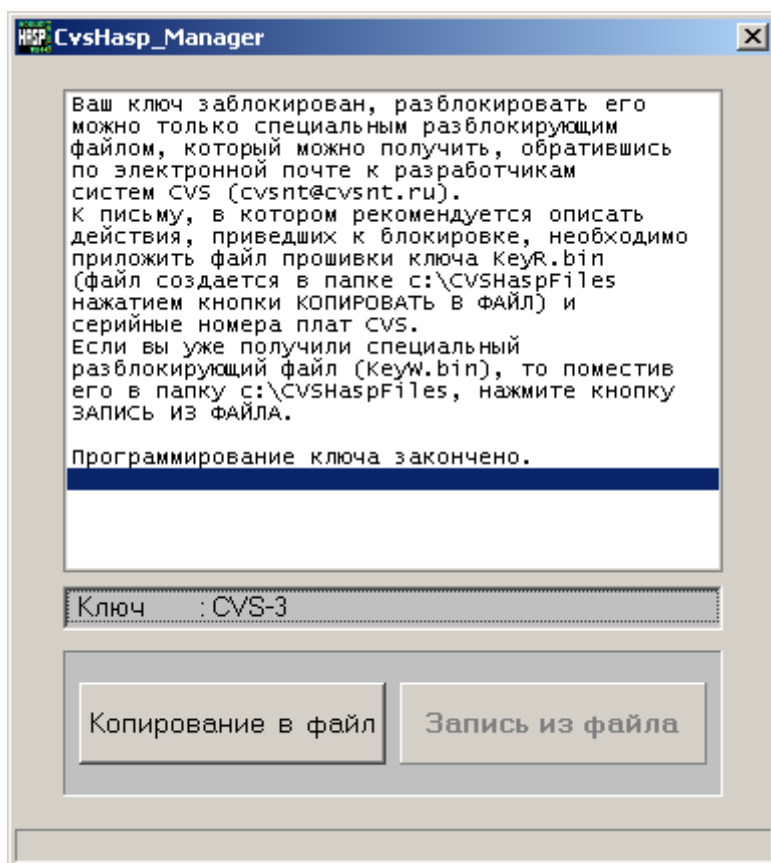 CvsHasp_Manager
Ваш ключ заблокирован, разблокировать его
можно только специальным разблокирующим
файлом, который можно получить, обратившись
по электронной почте к разработчикам
систем CVS (cvsnt@cvsnt.ru).
К письму, в котором рекомендуется описать
действия, приведших к блокировке, необходимо
приложить файл прошивки ключа KeyR.bin
(файл создается в папке c:\CVSHaspFiles
нажатием кнопки КОПИРОВАТЬ В ФАЙЛ) и
серийные номера плат CVS.
Если вы уже получили специальный
разблокирующий файл (KeyW.bin), то поместив
его в папку c:\CVSHaspFiles, нажмите кнопку
ЗАПИСЬ ИЗ ФАЙЛА.
Программирование ключа закончено.
Ключ : CVS-3
Копирование в файл
Запись из файла